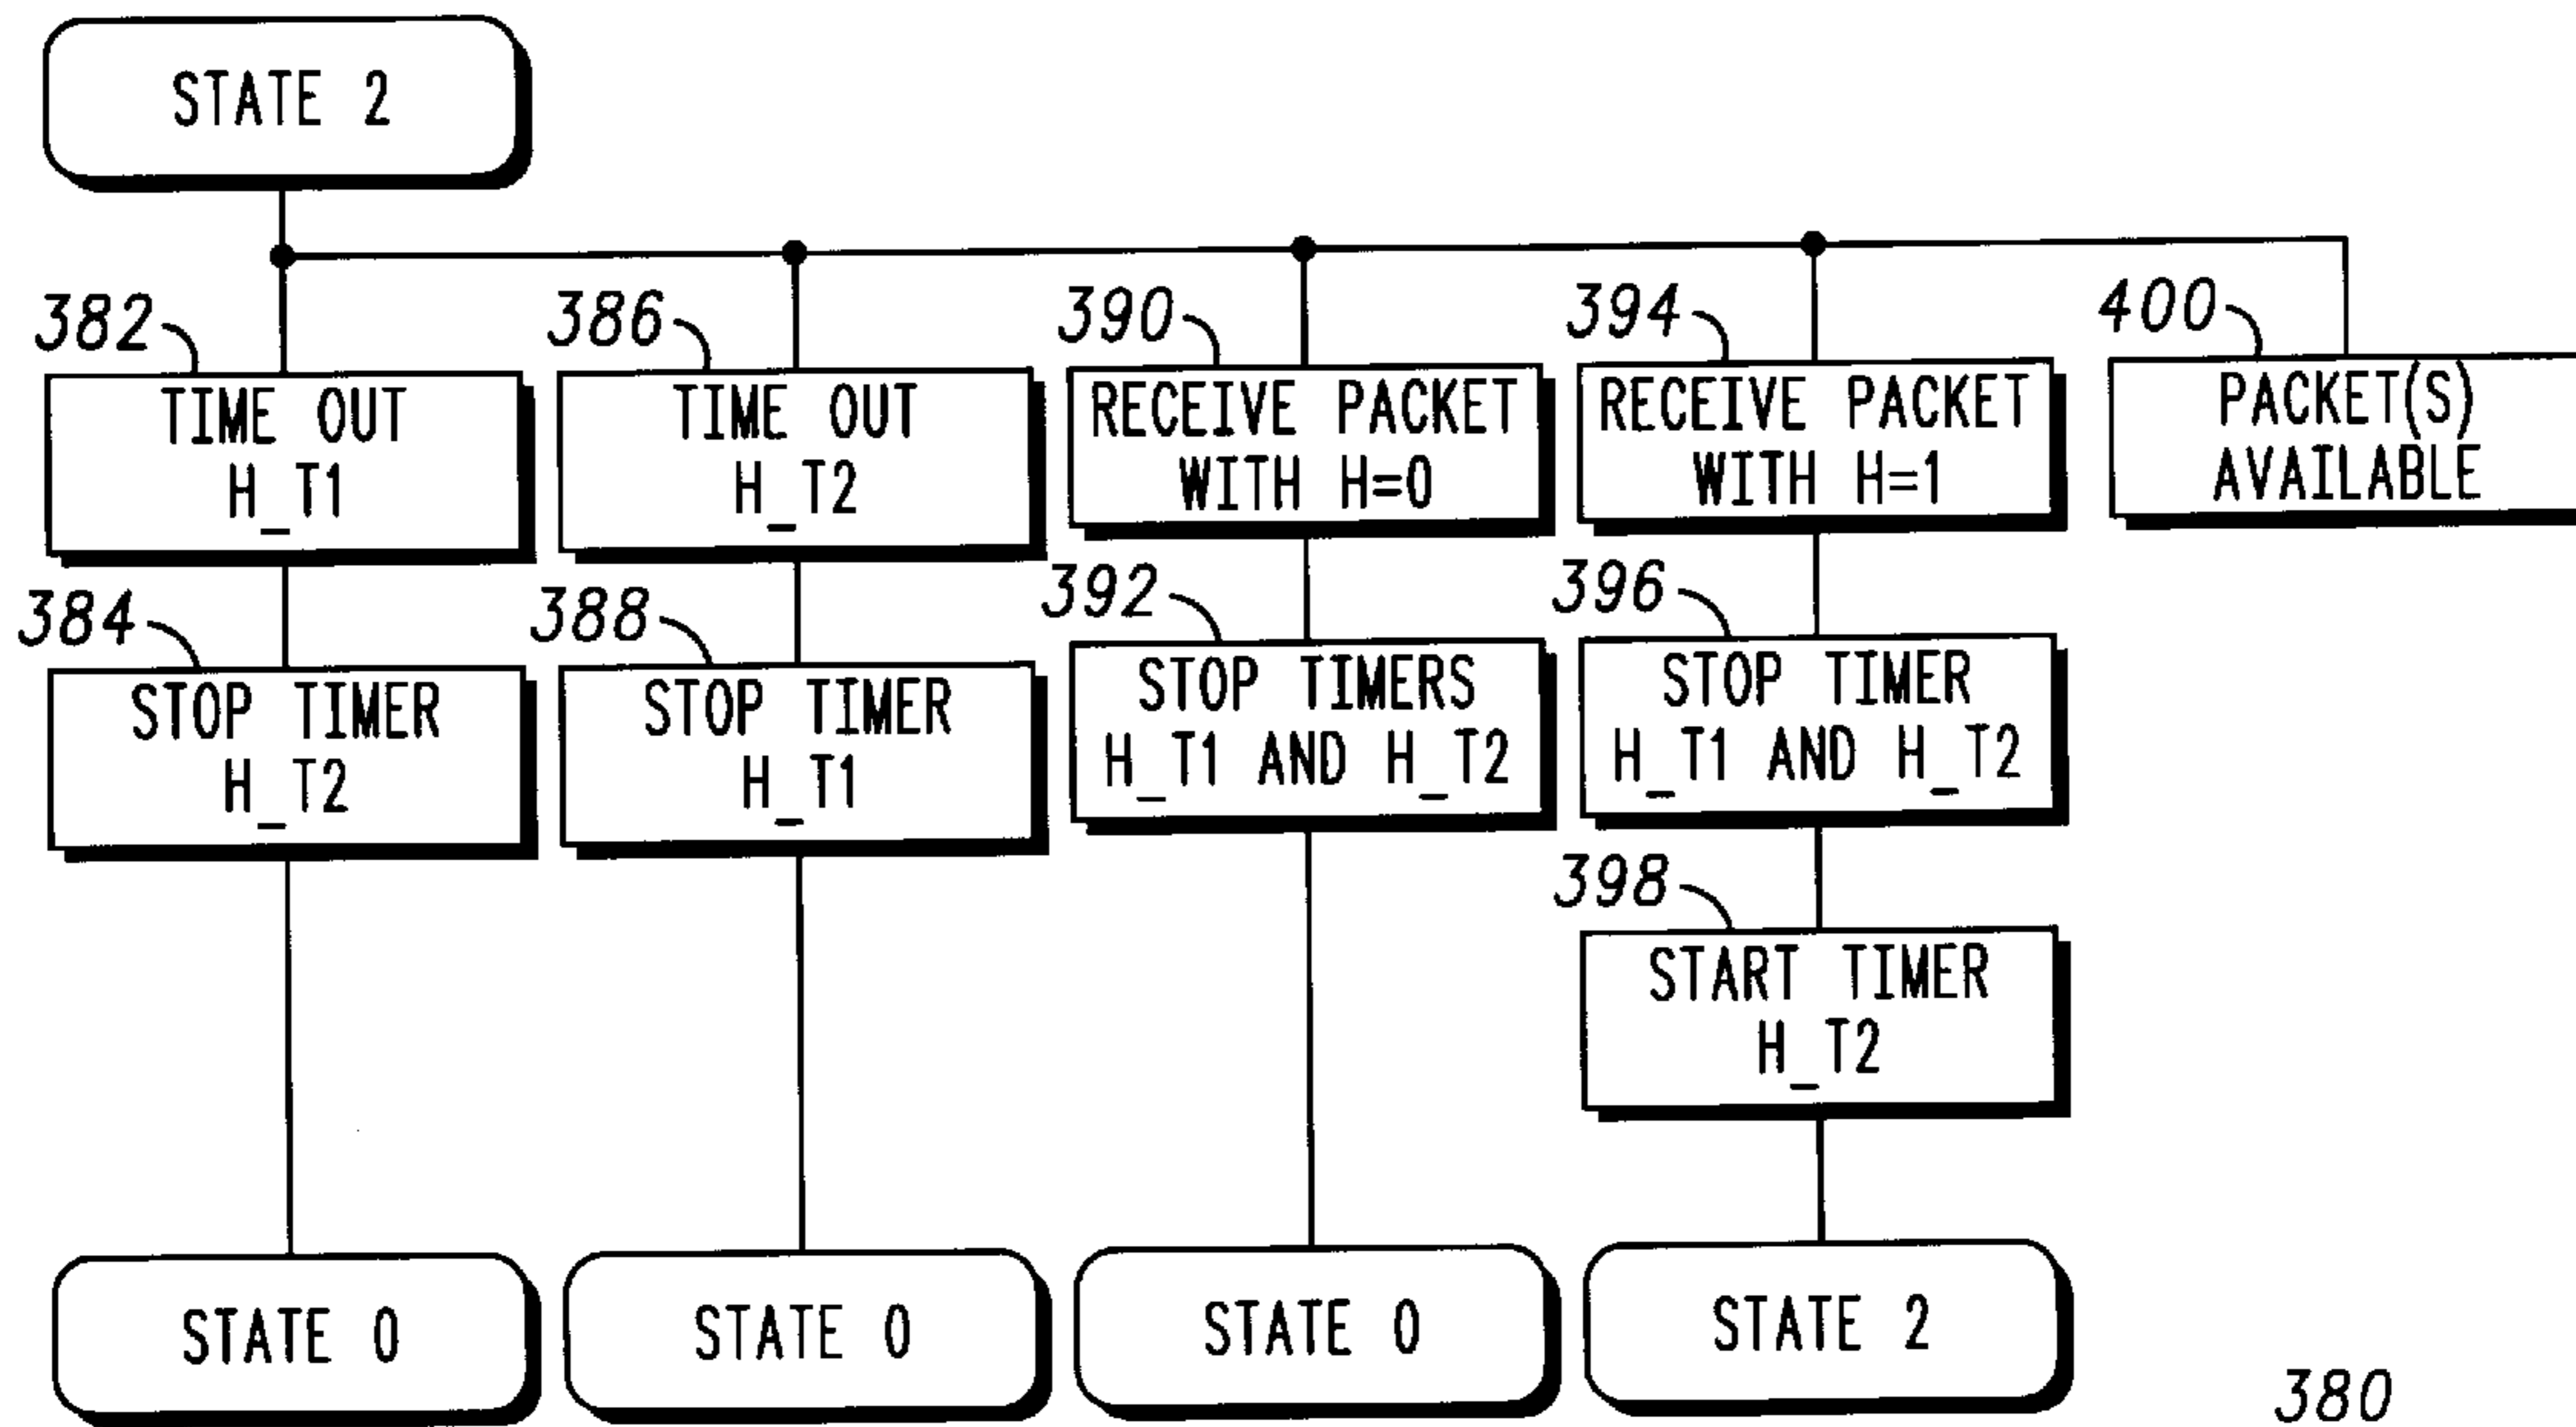 STATE 2
382
TIME OUT
H_T1
384
STOP TIMER
H_T2
STATE 0
386
TIME OUT
H_T2
388
STOP TIMER
H_T1
STATE 0
390
RECEIVE PACKET
WITH H=0
392
STOP TIMERS
H_T1 AND H_T2
STATE 0
394
RECEIVE PACKET
WITH H=1
396
STOP TIMER
H_T1 AND H_T2
398
START TIMER
H_T2
STATE 2
400
PACKET(S)
AVAILABLE
380